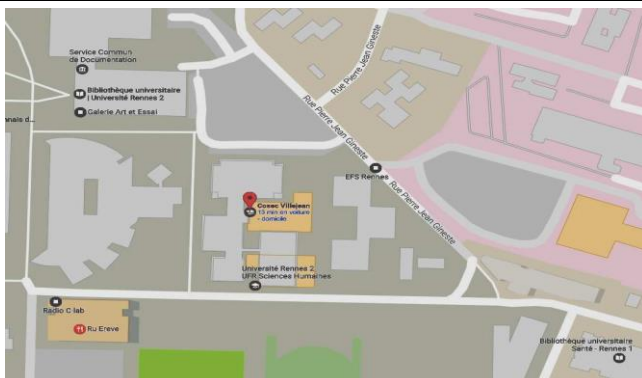 Service Commun
de Documentation
Bibliothèque universitaire
| Université Rennes 2
Galerie Art et Essai
Rue Pierre Jean Gineste
Rue Pierre Jean Gineste
EFS Rennes
Rue Pierre Jean Gineste
Cosec Villejean
15 min en voiture
- domicile
Université Rennes 2
UFR Sciences Humaines
Radio C lab
Ru Ereve
Bibliothèque universitaire
Santé - Rennes 1